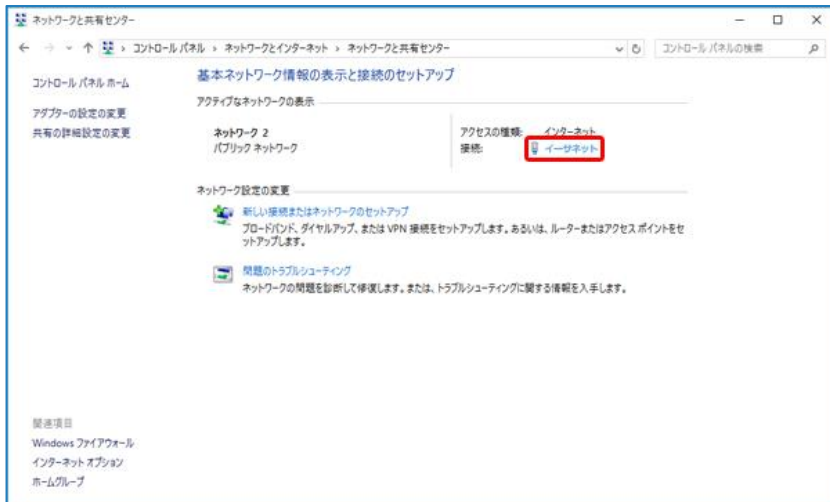 ネットワークと共有センター
コントロール パネル › ネットワークとインターネット › ネットワークと共有センター
コントロール パネルの検索
コントロール パネル ホーム
アダプターの設定の変更
共有の詳細設定の変更
基本ネットワーク情報の表示と接続のセットアップ
アクティブなネットワークの表示
ネットワーク 2
パブリック ネットワーク
アクセスの種類: インターネット
接続: イーサネット
ネットワーク設定の変更
新しい接続またはネットワークのセットアップ
ブロードバンド、ダイヤルアップ、または VPN 接続をセットアップします。あるいは、ルーターまたはアクセス ポイントをセ
ットアップします。
問題のトラブルシューティング
ネットワークの問題を診断して修復します。または、トラブルシューティングに関する情報を入手します。
関連項目
Windows ファイアウォール
インターネット オプション
ホームグループ